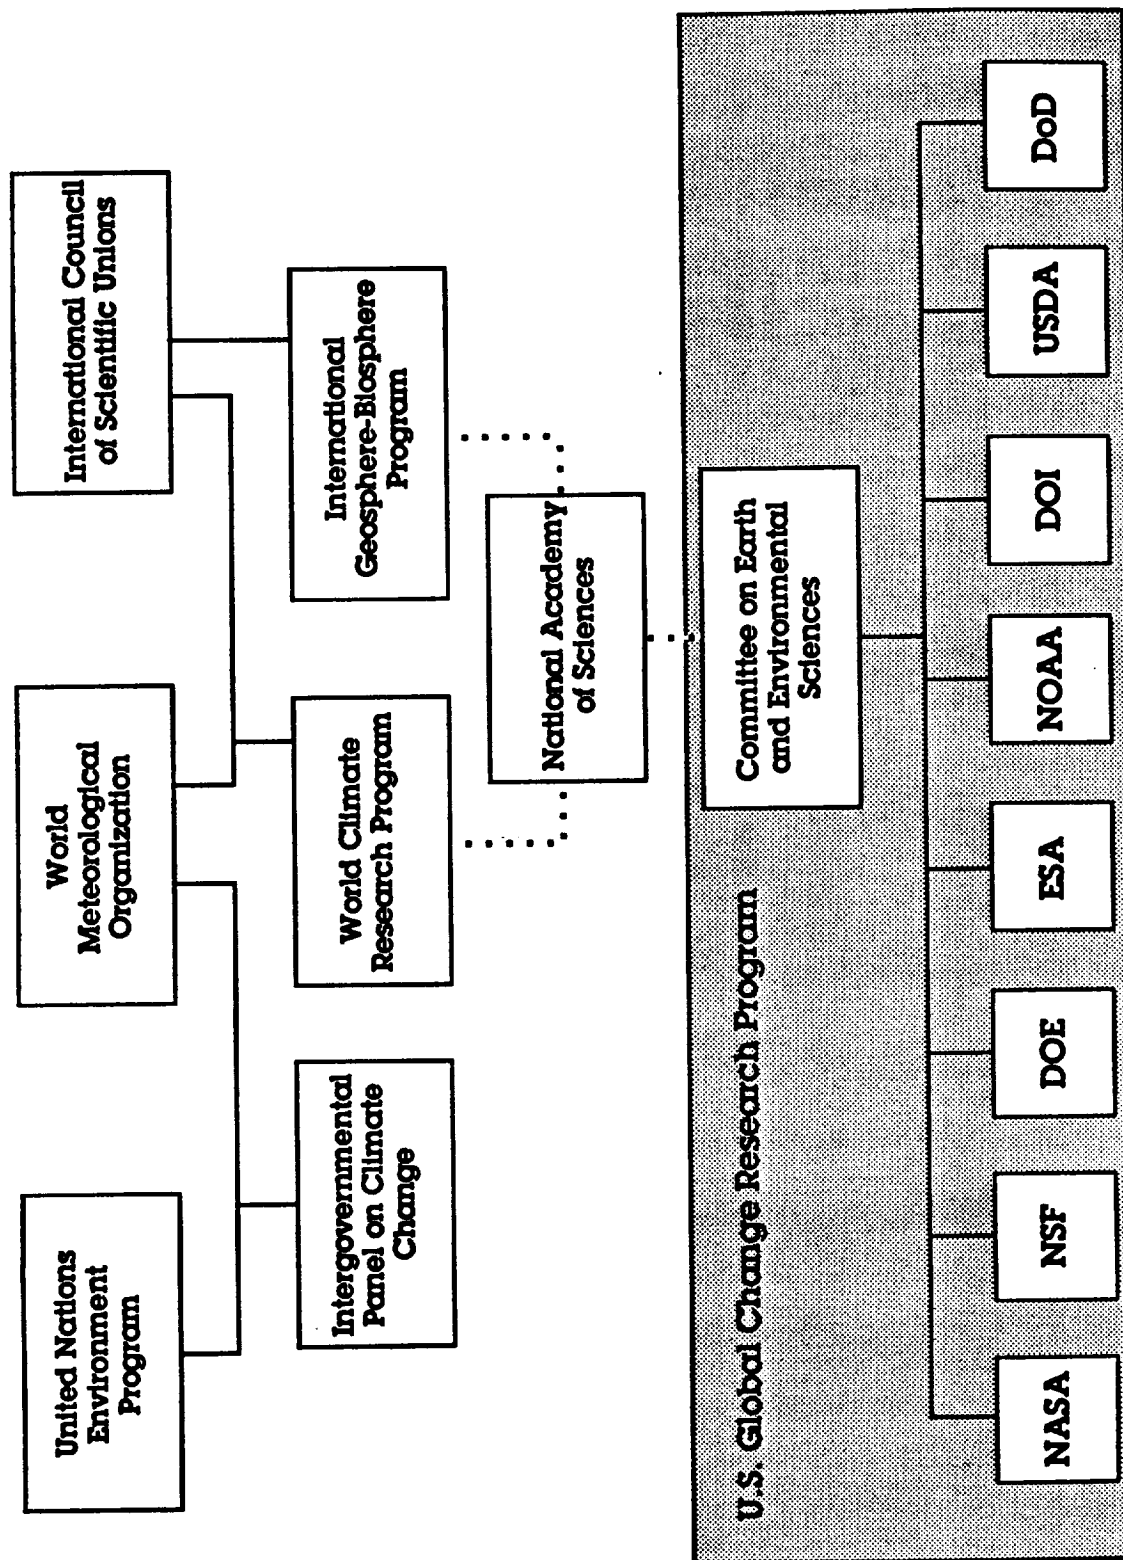 United Nations
Environment
Program
World
Meteorological
Organization
International Council
of Scientific Unions
Intergovernmental
Panel on Climate
Change
World Climate
Research Program
International
Geosphere-Biosphere
Program
National Academy
of Sciences
U.S. Global Change Research Program
Committee on Earth
and Environmental
Sciences
NASA
NSF
DOE
ESA
NOAA
DOI
USDA
DoD